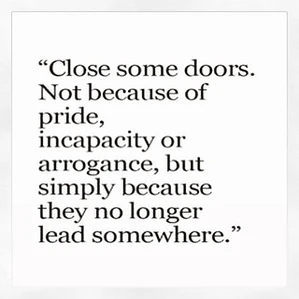 “Close some doors.
Not because of
pride,
incapacity or
arrogance, but
simply because
they no longer
lead somewhere.”